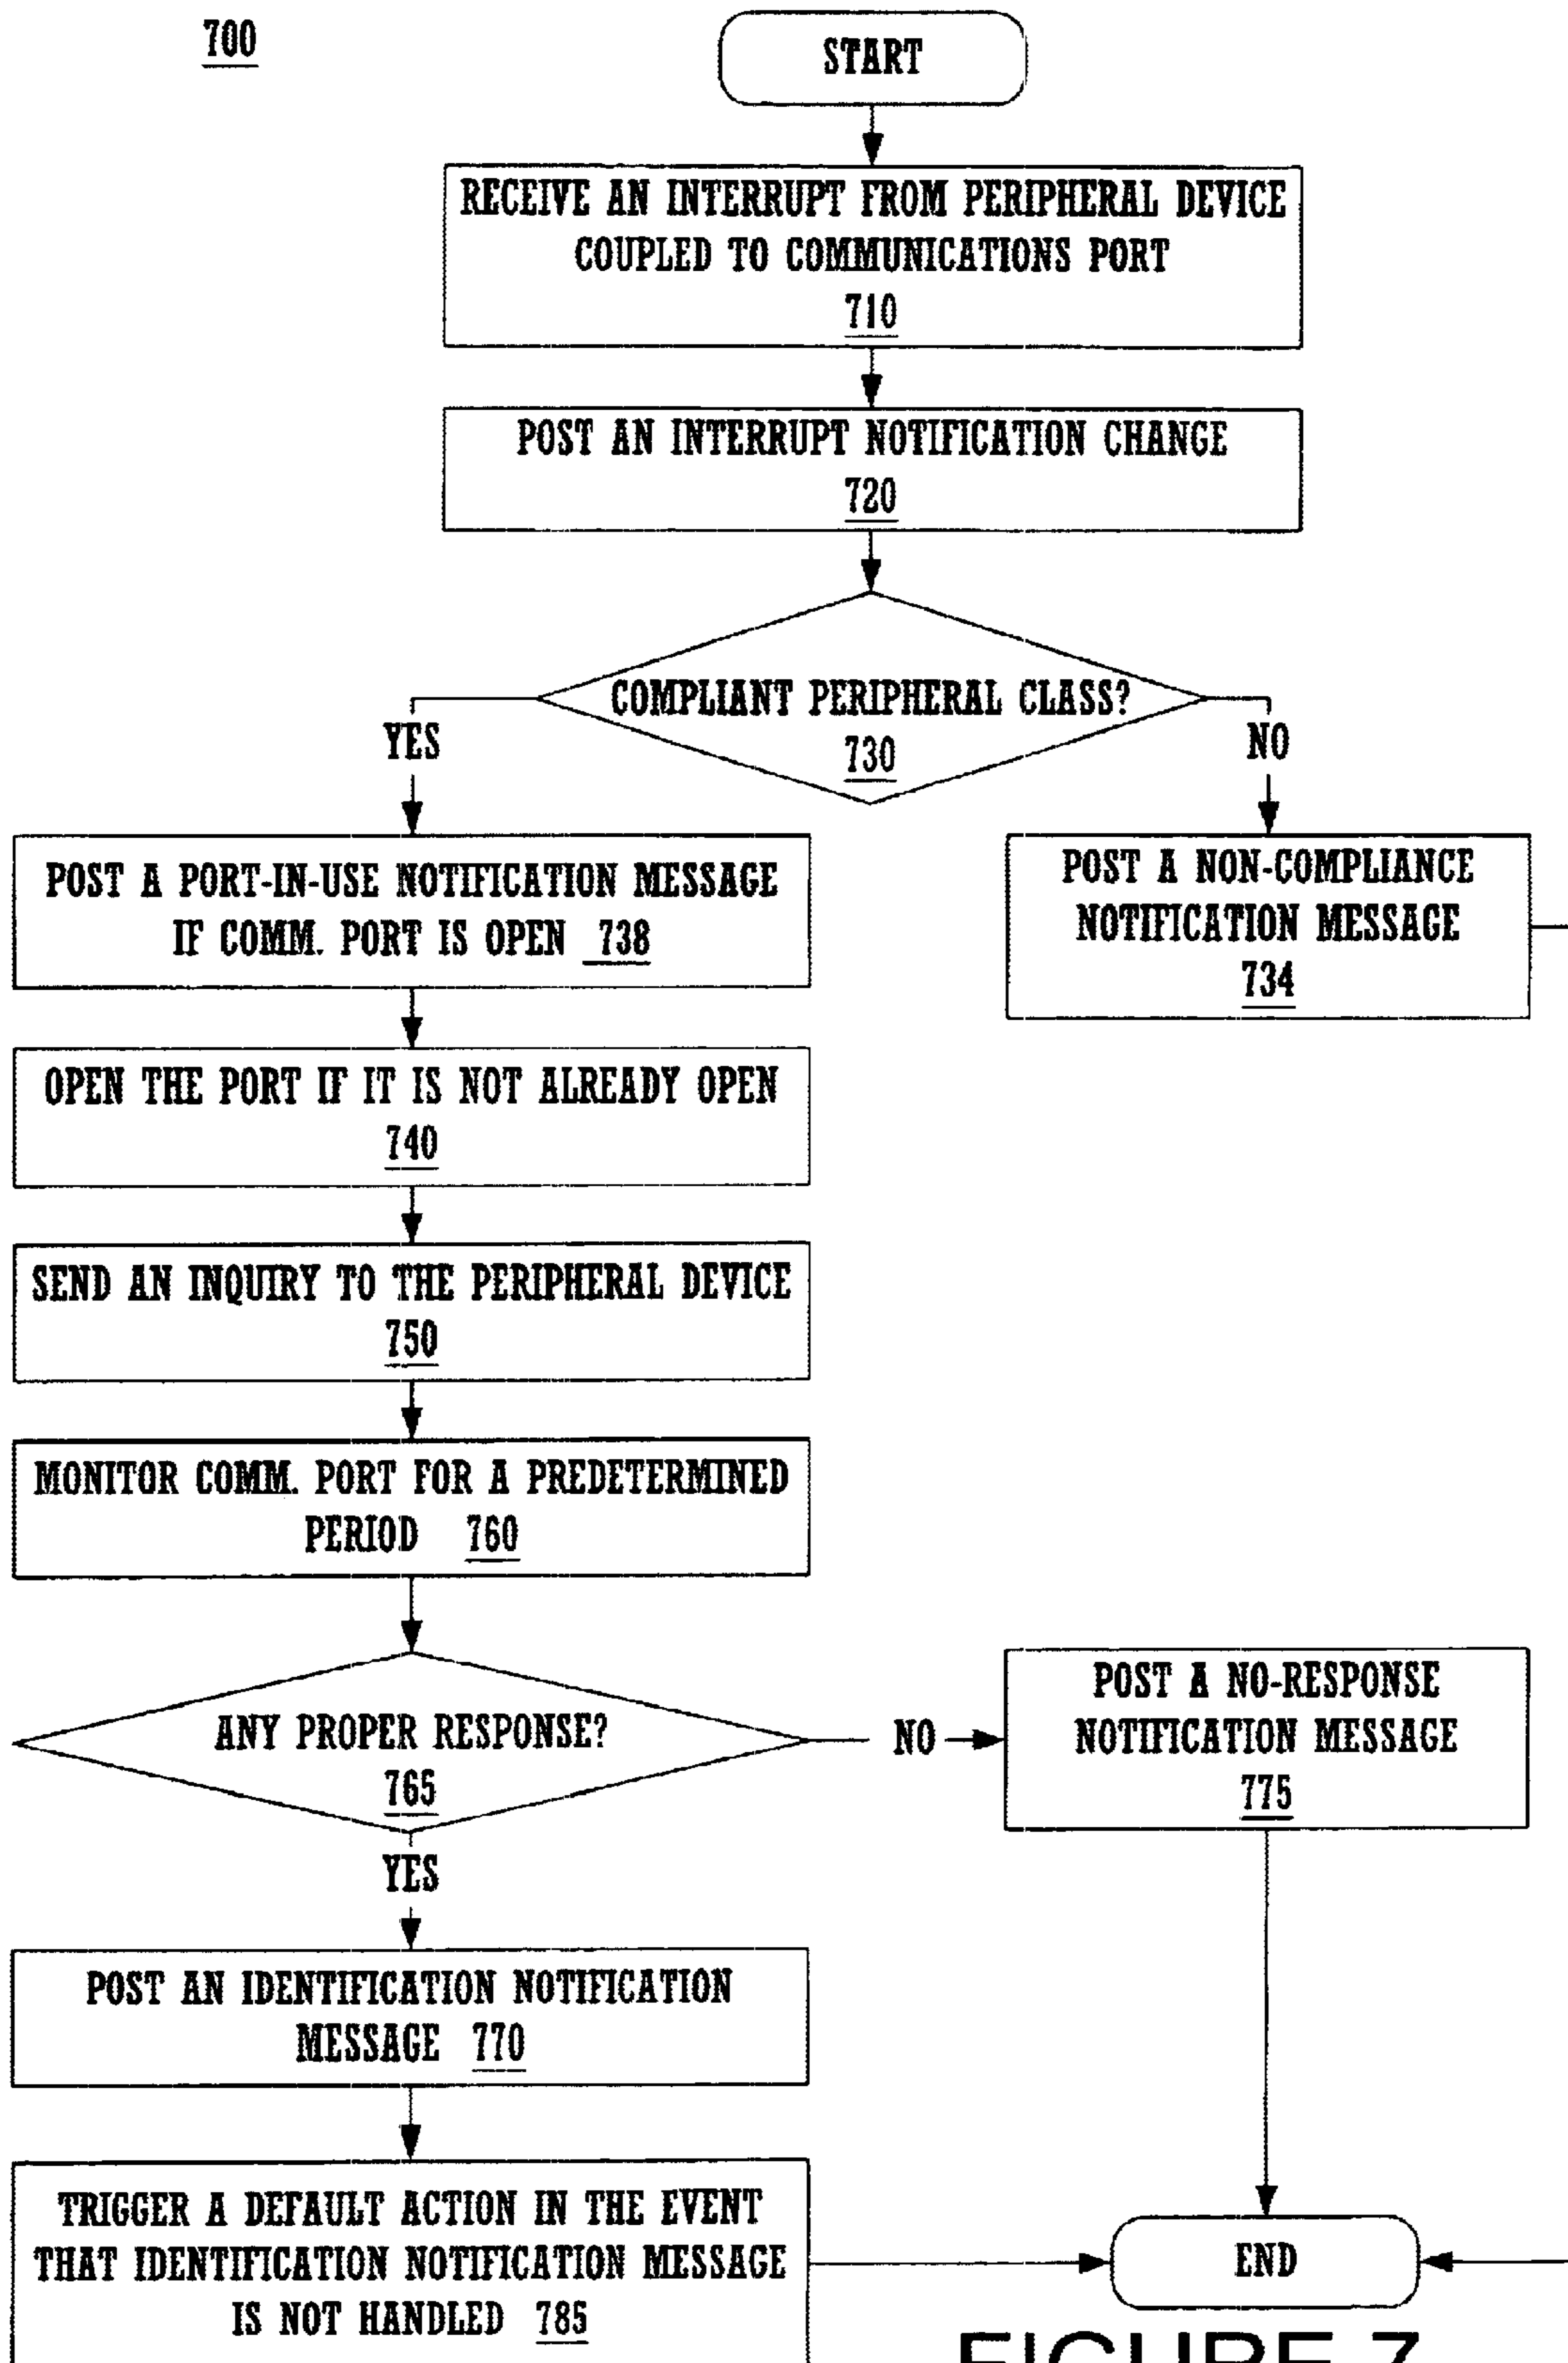 700
START
RECEIVE AN INTERRUPT FROM PERIPHERAL DEVICE
COUPLED TO COMMUNICATIONS PORT
710
POST AN INTERRUPT NOTIFICATION CHANGE
720
COMPLIANT PERIPHERAL CLASS?
730
YES
NO
POST A PORT-IN-USE NOTIFICATION MESSAGE
IF COMM. PORT IS OPEN 738
POST A NON-COMPLIANCE
NOTIFICATION MESSAGE
734
OPEN THE PORT IF IT IS NOT ALREADY OPEN
740
SEND AN INQUIRY TO THE PERIPHERAL DEVICE
750
MONITOR COMM. PORT FOR A PREDETERMINED
PERIOD 760
ANY PROPER RESPONSE?
765
NO
POST A NO-RESPONSE
NOTIFICATION MESSAGE
775
YES
POST AN IDENTIFICATION NOTIFICATION
MESSAGE 770
TRIGGER A DEFAULT ACTION IN THE EVENT
THAT IDENTIFICATION NOTIFICATION MESSAGE
IS NOT HANDLED 785
END
FIGURE 7